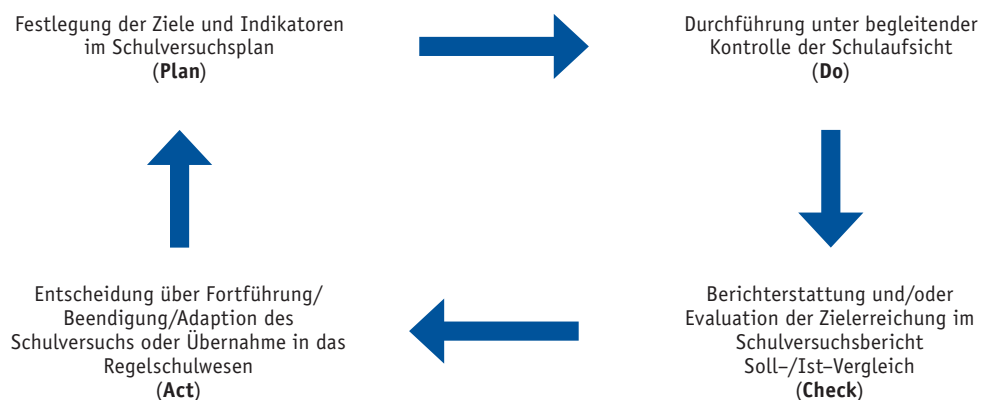 Festlegung der Ziele und Indikatoren
im Schulversuchsplan
(Plan)
Durchführung unter begleitender
Kontrolle der Schulaufsicht
(Do)
Entscheidung über Fortführung/
Beendigung/Adaption des
Schulversuchs oder Übernahme in das
Regelschulwesen
(Act)
Berichterstattung und/oder
Evaluation der Zielerreichung im
Schulversuchsbericht
Soll–/Ist–Vergleich
(Check)